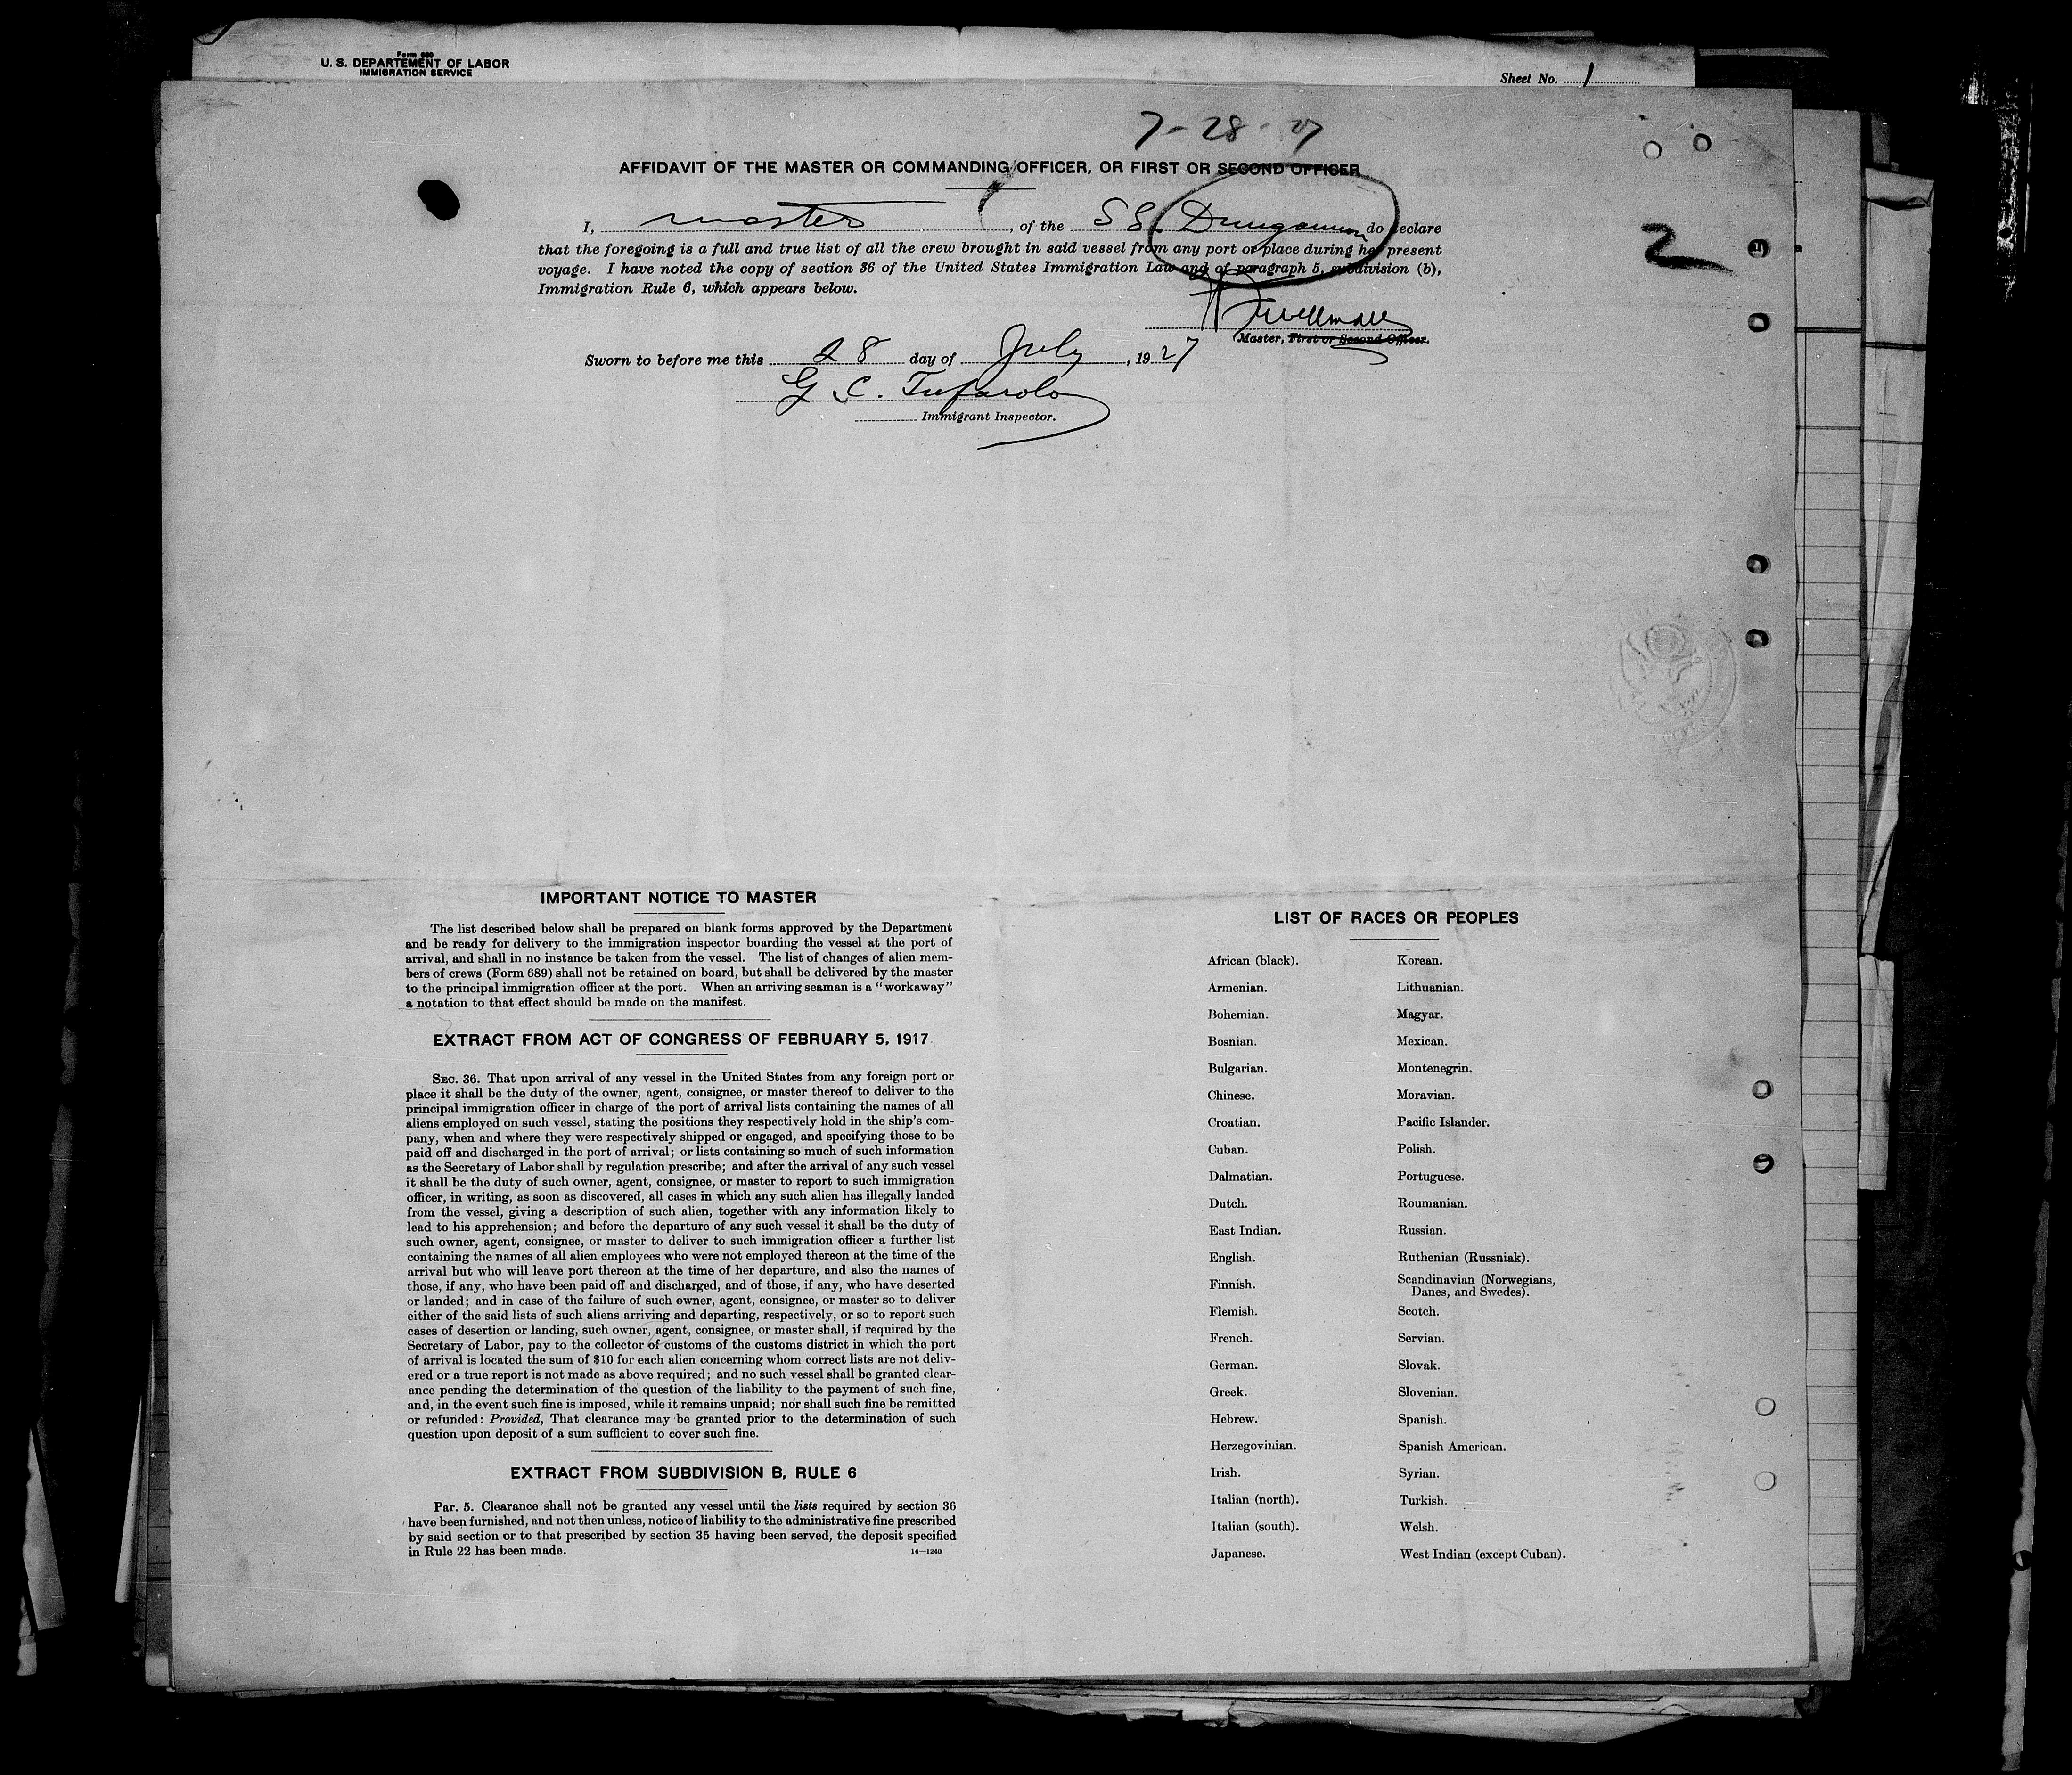 Form 680
U. S. DEPARTEMENT OF LABOR
IMMIGRATION SERVICE
Sheet No. 1
7-28-27
AFFIDAVIT OF THE MASTER OR COMMANDING OFFICER, OR FIRST OR SECOND OFFICER
I, master, of the SS. Dungannon do declare
that the foregoing is a full and true list of all the crew brought in said vessel from any port or place during her present
voyage. I have noted the copy of section 36 of the United States Immigration Law and of paragraph 5, subdivision (b),
Immigration Rule 6, which appears below.
2
Master, First or Second Officer.
Sworn to before me this 28 day of July, 1927
G C. Tufarolo
Immigrant Inspector.
IMPORTANT NOTICE TO MASTER
The list described below shall be prepared on blank forms approved by the Department
and be ready for delivery to the immigration inspector boarding the vessel at the port of
arrival, and shall in no instance be taken from the vessel. The list of changes of alien mem-
bers of crews (Form 689) shall not be retained on board, but shall be delivered by the master
to the principal immigration officer at the port. When an arriving seaman is a "workaway"
a notation to that effect should be made on the manifest.
EXTRACT FROM ACT OF CONGRESS OF FEBRUARY 5, 1917
SEC. 36. That upon arrival of any vessel in the United States from any foreign port or
place it shall be the duty of the owner, agent, consignee, or master thereof to deliver to the
principal immigration officer in charge of the port of arrival lists containing the names of all
aliens employed on such vessel, stating the positions they respectively hold in the ship's com-
pany, when and where they were respectively shipped or engaged, and specifying those to be
paid off and discharged in the port of arrival; or lists containing so much of such information
as the Secretary of Labor shall by regulation prescribe; and after the arrival of any such vessel
it shall be the duty of such owner, agent, consignee, or master to report to such immigration
officer, in writing, as soon as discovered, all cases in which any such alien has illegally landed
from the vessel, giving a description of such alien, together with any information likely to
lead to his apprehension; and before the departure of any such vessel it shall be the duty of
such owner, agent, consignee, or master to deliver to such immigration officer a further list
containing the names of all alien employees who were not employed thereon at the time of the
arrival but who will leave port thereon at the time of her departure, and also the names of
those, if any, who have been paid off and discharged, and of those, if any, who have deserted
or landed; and in case of the failure of such owner, agent, consignee, or master so to deliver
either of the said lists of such aliens arriving and departing, respectively, or so to report such
cases of desertion or landing, such owner, agent, consignee, or master shall, if required by the
Secretary of Labor, pay to the collector of customs of the customs district in which the port
of arrival is located the sum of $10 for each alien concerning whom correct lists are not deliv-
ered or a true report is not made as above required; and no such vessel shall be granted clear-
ance pending the determination of the question of the liability to the payment of such fine,
and, in the event such fine is imposed, while it remains unpaid; nor shall such fine be remitted
or refunded: Provided, That clearance may be granted prior to the determination of such
question upon deposit of a sum sufficient to cover such fine.
EXTRACT FROM SUBDIVISION B, RULE 6
Par. 5. Clearance shall not be granted any vessel until the lists required by section 36
have been furnished, and not then unless, notice of liability to the administrative fine prescribed
by said section or to that prescribed by section 35 having been served, the deposit specified
in Rule 22 has been made.
14—1240
LIST OF RACES OR PEOPLES
African (black).
Armenian.
Bohemian.
Bosnian.
Bulgarian.
Chinese.
Croatian.
Cuban.
Dalmatian.
Dutch.
East Indian.
English.
Finnish.
Flemish.
French.
German.
Greek.
Hebrew.
Herzegovinian.
Irish.
Italian (north).
Italian (south).
Japanese.
Korean.
Lithuanian.
Magyar.
Mexican.
Montenegrin.
Moravian.
Pacific Islander.
Polish.
Portuguese.
Roumanian.
Russian.
Ruthenian (Russniak).
Scandinavian (Norwegians,
Danes, and Swedes).
Scotch.
Servian.
Slovak.
Slovenian.
Spanish.
Spanish American.
Syrian.
Turkish.
Welsh.
West Indian (except Cuban).